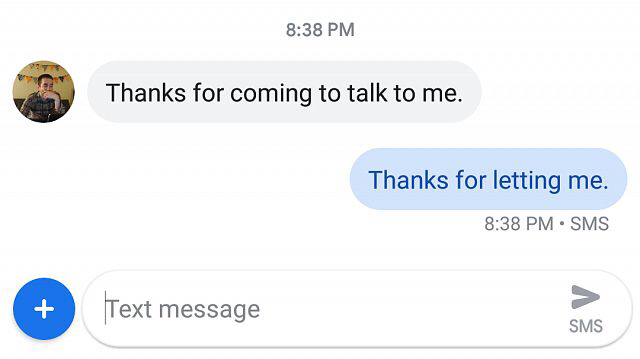 8:38 PM
Thanks for coming to talk to me.
Thanks for letting me.
8:38 PM • SMS
Text message
SMS